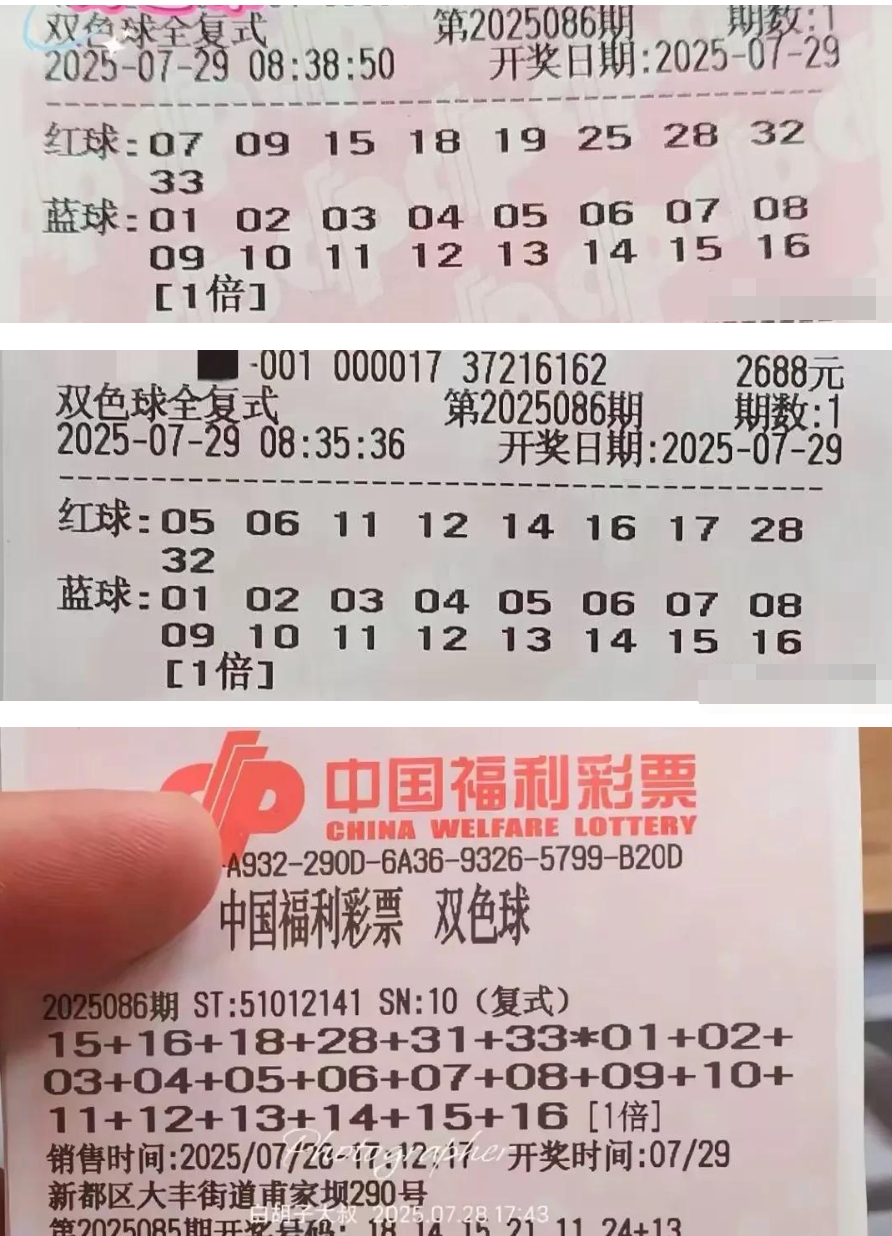 双色球全复式 第2025086期 期数:1
2025-07-29 08:38:50 开奖日期:2025-07-29
红球:07 09 15 18 19 25 28 32
33
蓝球:01 02 03 04 05 06 07 08
09 10 11 12 13 14 15 16
[1倍]
-001 000017 37216162 2688元
双色球全复式 第2025086期 期数:1
2025-07-29 08:35:36 开奖日期:2025-07-29
红球:05 06 11 12 14 16 17 28
32
蓝球:01 02 03 04 05 06 07 08
09 10 11 12 13 14 15 16
[1倍]
中国福利彩票
CHINA WELFARE LOTTERY
-A932-290D-6A36-9326-5799-B20D
中国福利彩票 双色球
2025086期 ST:51012141 SN:10(复式)
15+16+18+28+31+33*01+02+
03+04+05+06+07+08+09+10+
11+12+13+14+15+16 [1倍]
Photographer
销售时间:2025/07/28 17:12:17 开奖时间:07/29
新都区大丰街道甫家坝290号
白胡子大叔 2025.07.28 17:43
第2025085期开奖号码: 18 14 15 21 11 24+13